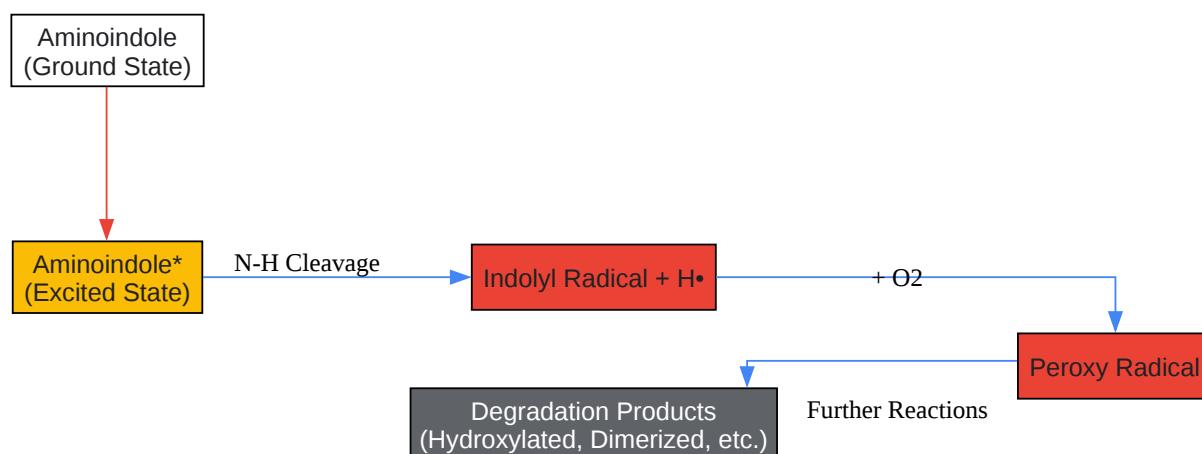 Aminoindole
(Ground State)
Aminoindole*
(Excited State)
N-H Cleavage
Indolyl Radical + H•
+ O2
Peroxy Radical
Further Reactions
Degradation Products
(Hydroxylated, Dimerized, etc.)